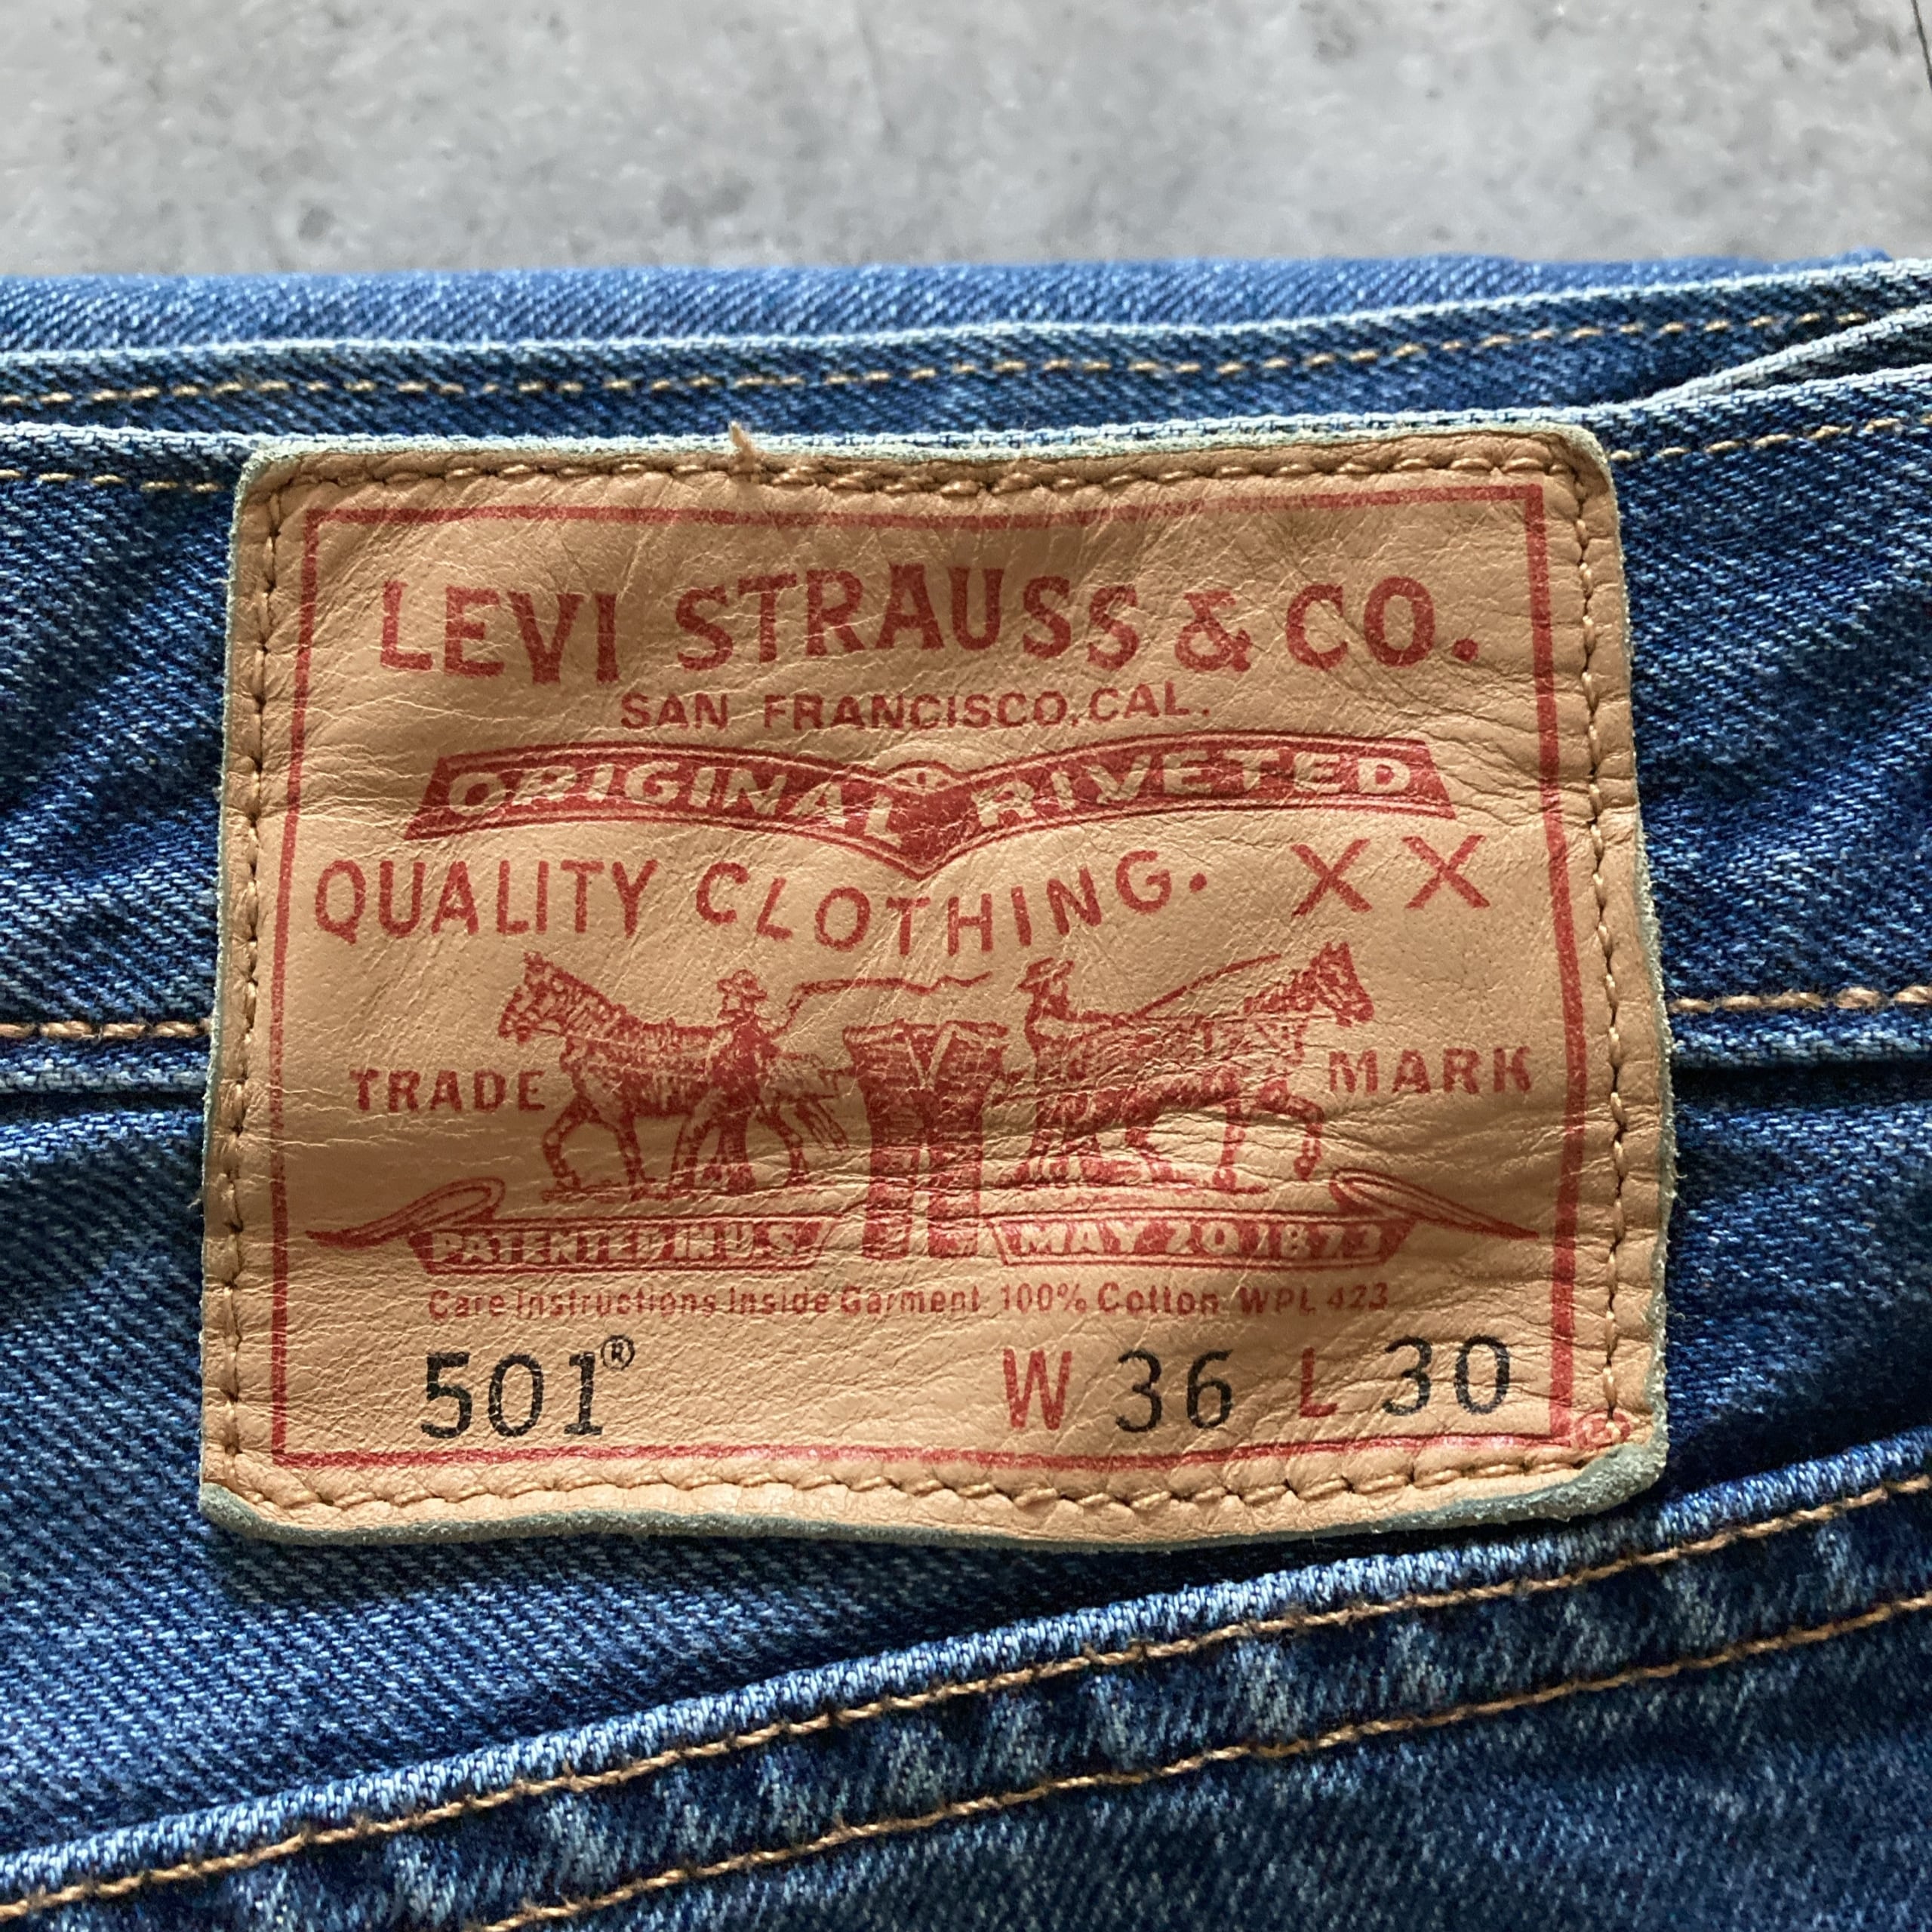 LEVI STRAUSS & CO.
SAN FRANCISCO, CAL.
ORIGINAL RIVETED
QUALITY CLOTHING. XX
TRADE MARK
PATENTED IN U.S. MAY 20 1873
Care Instructions Inside Garment 100% Cotton WPL 423
501® W 36 L 30
®